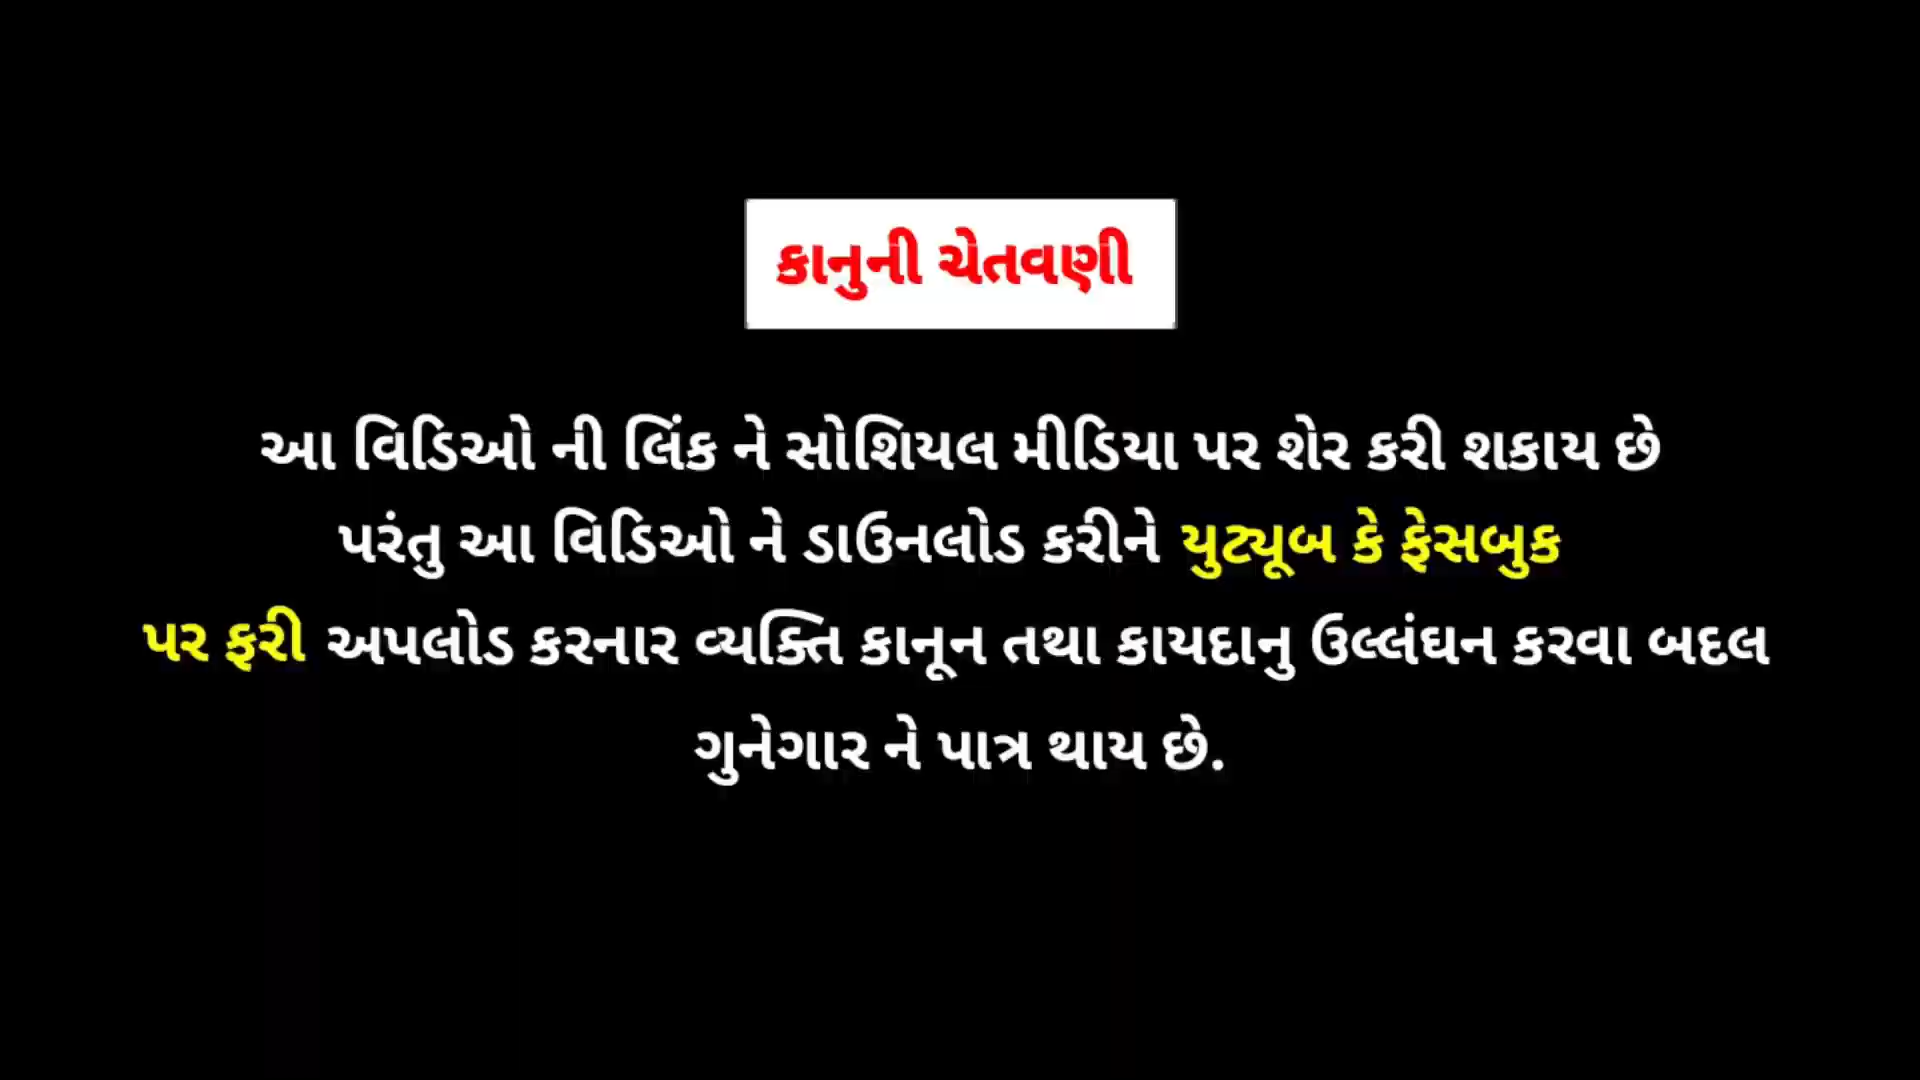 કાનુની ચેતવણી
આ વિડિઓ ની લિંક ને સોશિયલ મીડિયા પર શેર કરી શકાય છે
પરંતુ આ વિડિઓ ને ડાઉનલોડ કરીને યુટ્યૂબ કે ફેસબુક
પર ફરી અપલોડ કરનાર વ્યક્તિ કાનૂન તથા કાયદાનુ ઉલ્લંઘન કરવા બદલ
ગુનેગાર ને પાત્ર થાય છે.